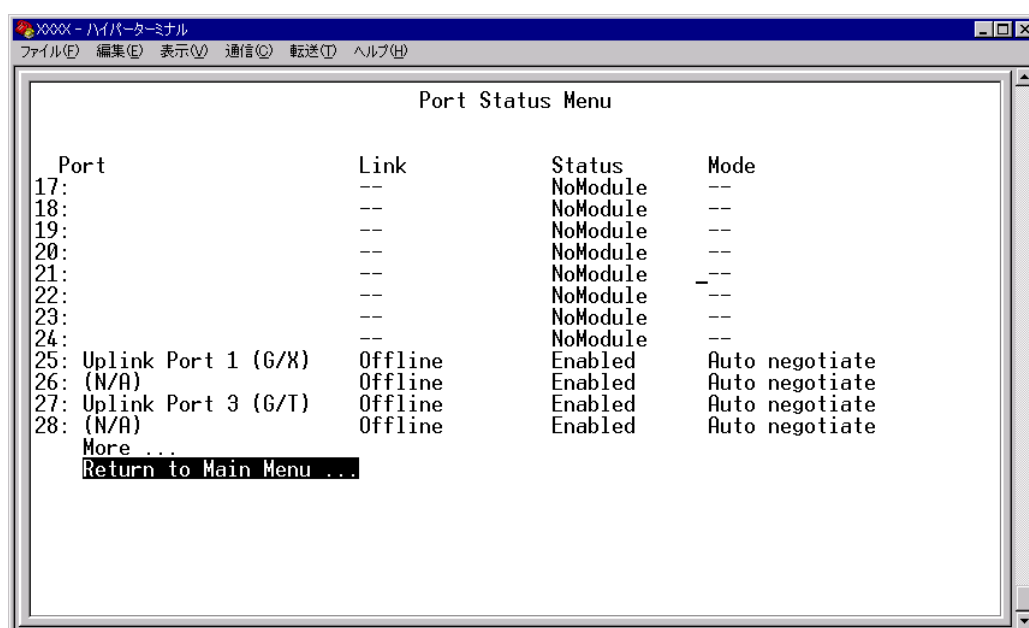 XXXX - ハイパーターミナル
ファイル(F) 編集(E) 表示(V) 通信(C) 転送(T) ヘルプ(H)
Port Status Menu
Port Link Status Mode
17: -- NoModule --
18: -- NoModule --
19: -- NoModule --
20: -- NoModule --
21: -- NoModule _--
22: -- NoModule --
23: -- NoModule --
24: -- NoModule --
25: Uplink Port 1 (G/X) Offline Enabled Auto negotiate
26: (N/A) Offline Enabled Auto negotiate
27: Uplink Port 3 (G/T) Offline Enabled Auto negotiate
28: (N/A) Offline Enabled Auto negotiate
More ...
Return to Main Menu ...